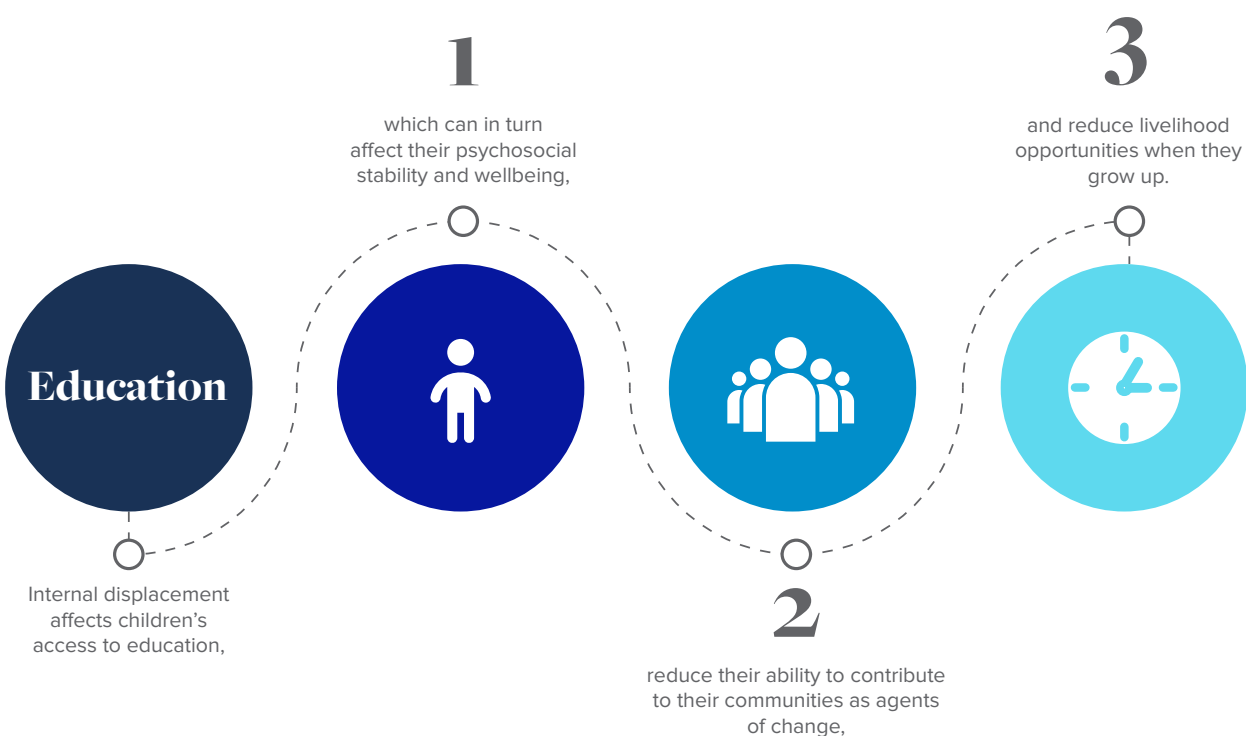 Education
Internal displacement
affects children’s
access to education,
1
which can in turn
affect their psychosocial
stability and wellbeing,
2
reduce their ability to contribute
to their communities as agents
of change,
3
and reduce livelihood
opportunities when they
grow up.